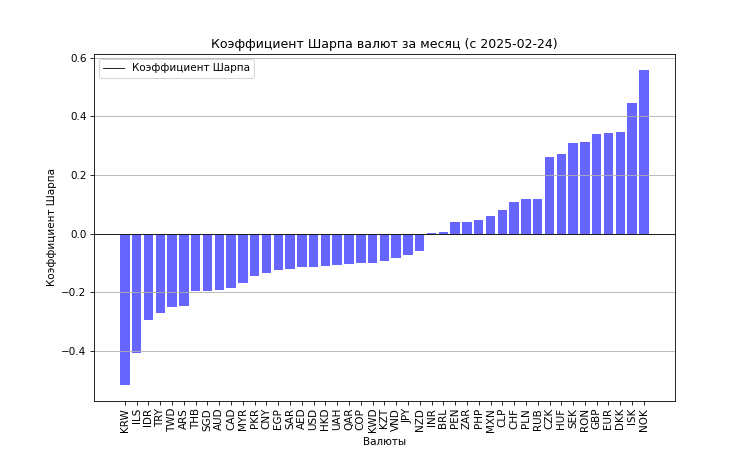 Коэффициент Шарпа валют за месяц (с 2025-02-24)
Коэффициент Шарпа
Коэффициент Шарпа
0.6
0.4
0.2
0.0
−0.2
−0.4
KRW ILS IDR TRY TWD ARS THB SGD AUD CAD MYR PKR CNY EGP SAR AED USD HKD UAH QAR COP KWD KZT VND JPY NZD INR BRL PEN ZAR PHP MXN CLP CHF PLN RUB CZK HUF SEK RON GBP EUR DKK ISK NOK
Валюты